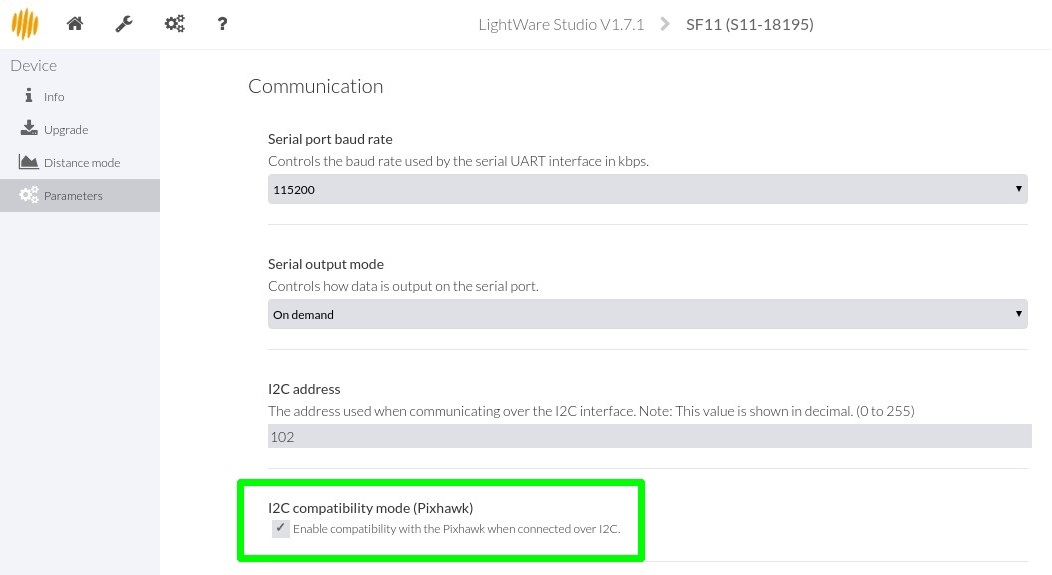 ? LightWare Studio V1.7.1 SF11 (S11-18195)
Device
Info
Upgrade
Distance mode
Parameters
Communication
Serial port baud rate
Controls the baud rate used by the serial UART interface in kbps.
115200
Serial output mode
Controls how data is output on the serial port.
On demand
I2C address
The address used when communicating over the I2C interface. Note: This value is shown in decimal. (0 to 255)
102
I2C compatibility mode (Pixhawk)
Enable compatibility with the Pixhawk when connected over I2C.